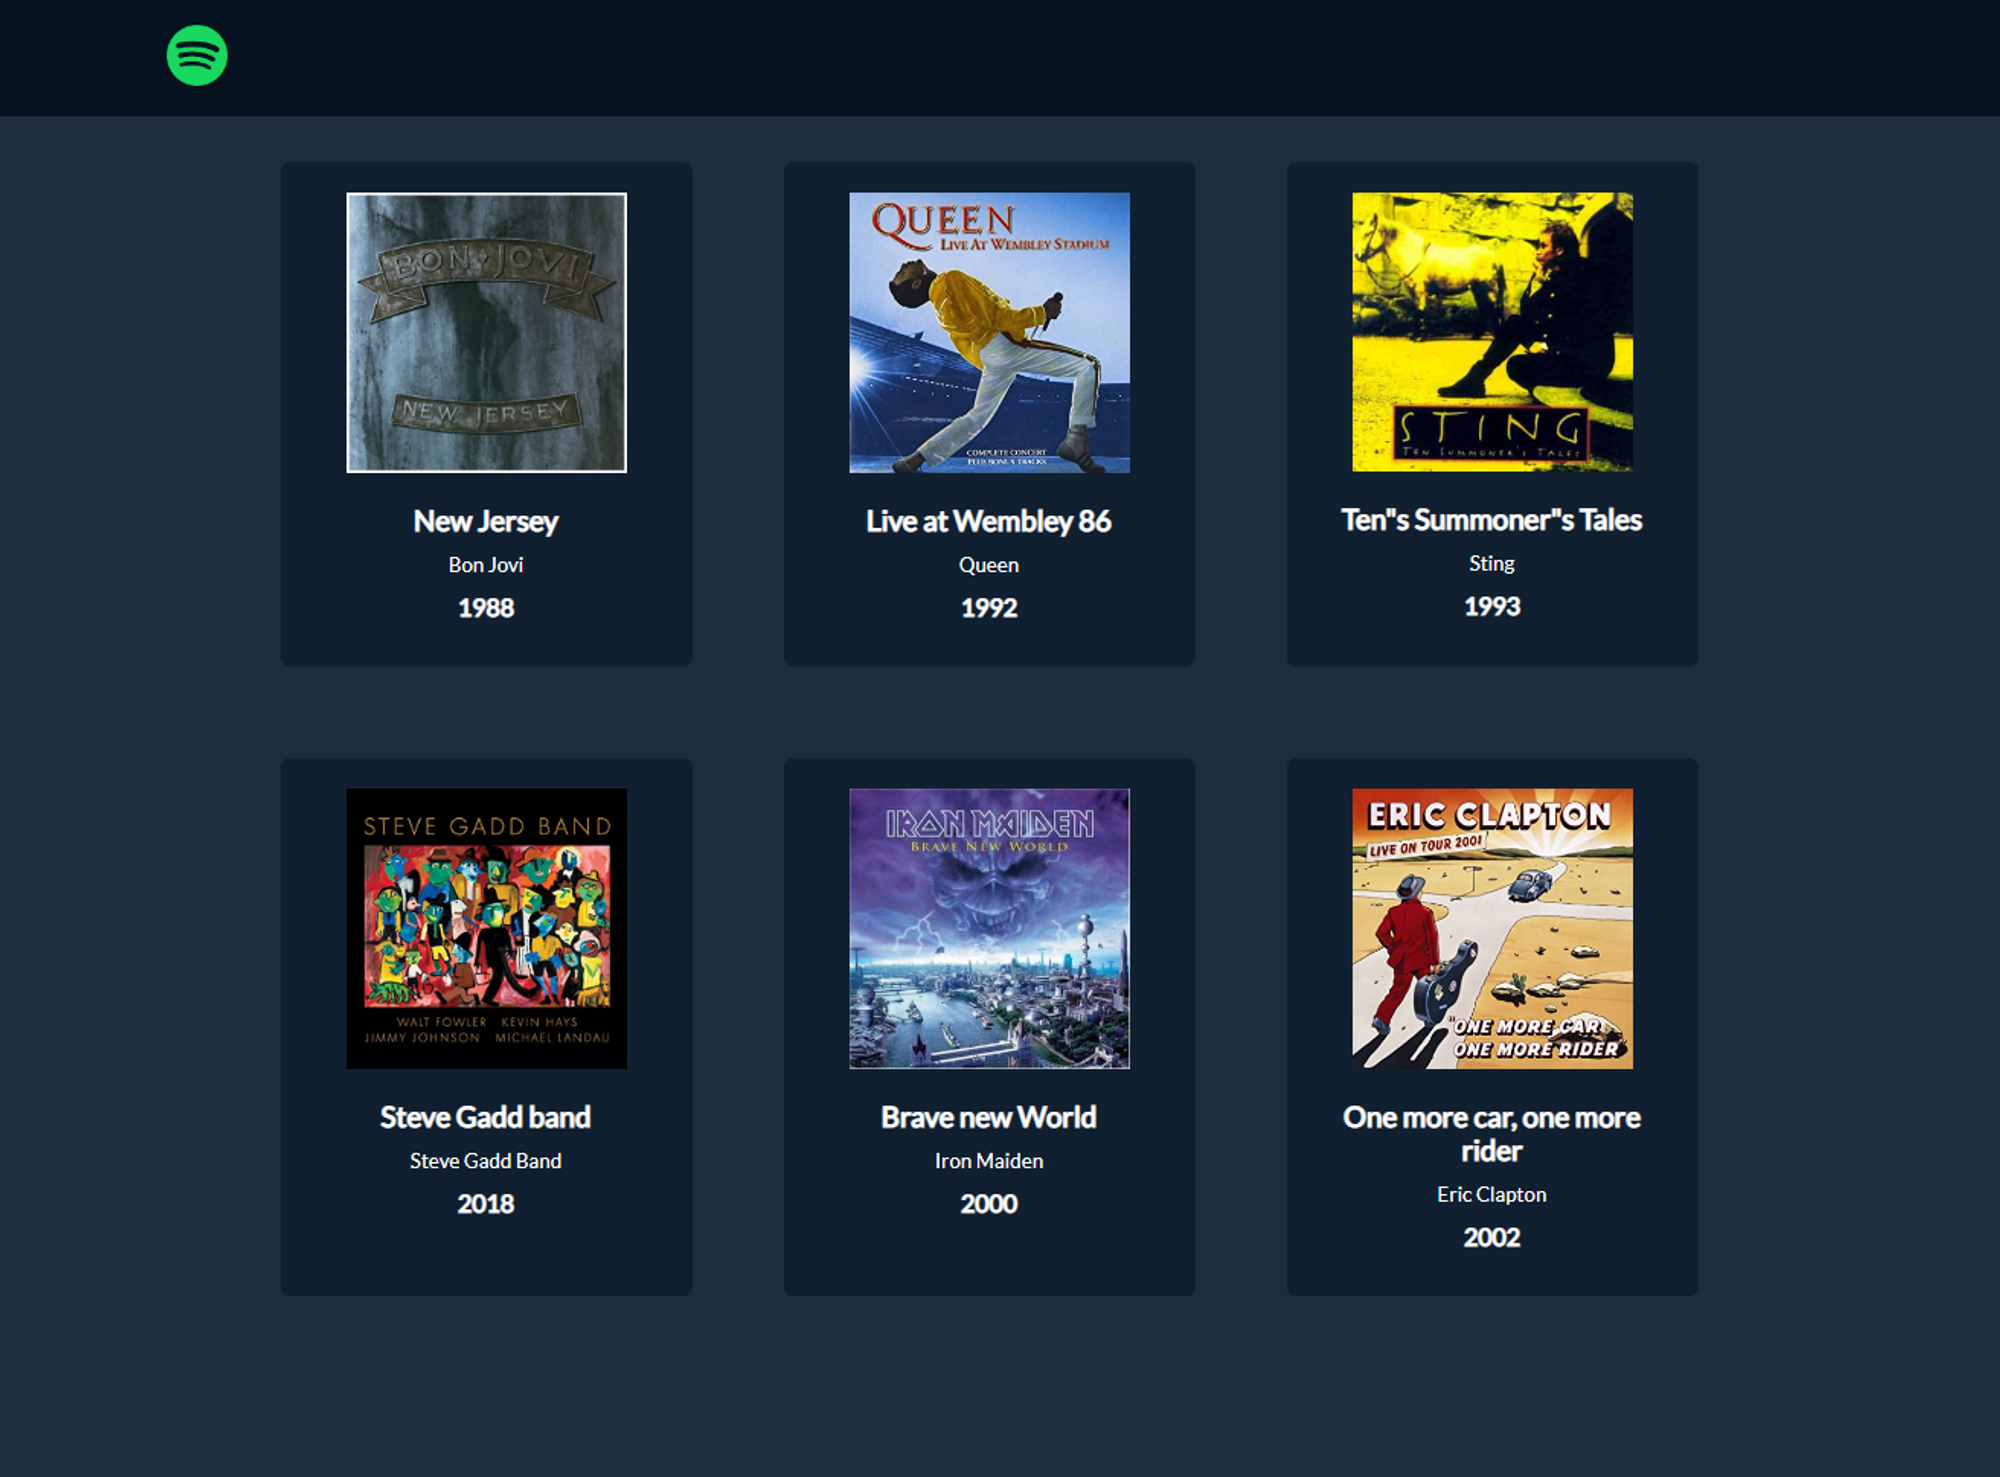 BON JOVI
NEW JERSEY
New Jersey
Bon Jovi
1988
QUEEN
LIVE AT WEMBLEY STADIUM
COMPLETE CONCERT
PLUS BONUS TRACKS
Live at Wembley 86
Queen
1992
STING
TEN SUMMONER'S TALES
Ten"s Summoner"s Tales
Sting
1993
STEVE GADD BAND
WALT FOWLER KEVIN HAYS
JIMMY JOHNSON MICHAEL LANDAU
Steve Gadd band
Steve Gadd Band
2018
IRON MAIDEN
BRAVE NEW WORLD
Brave new World
Iron Maiden
2000
ERIC CLAPTON
LIVE ON TOUR 2001
"ONE MORE CAR
ONE MORE RIDER"
One more car, one more
rider
Eric Clapton
2002